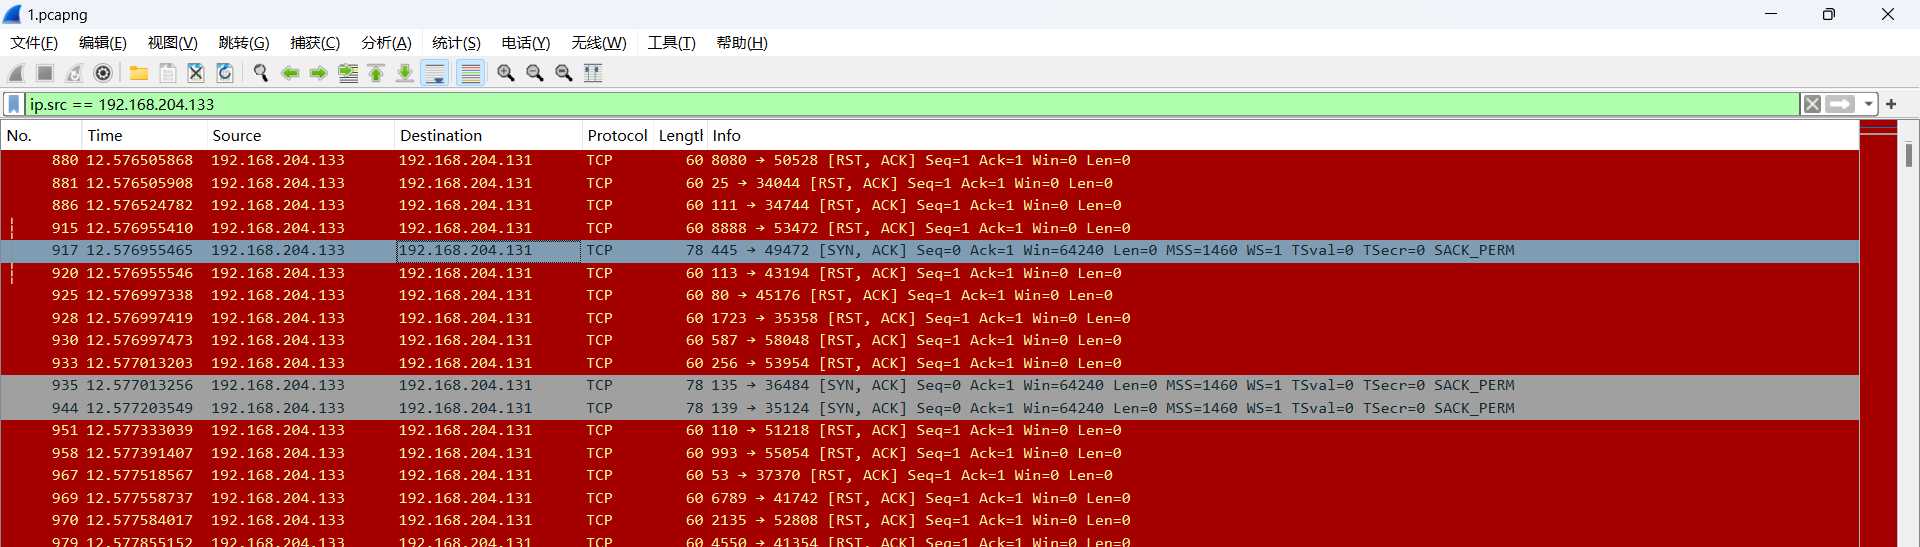 1.pcapng
文件(F) 编辑(E) 视图(V) 跳转(G) 捕获(C) 分析(A) 统计(S) 电话(Y) 无线(W) 工具(T) 帮助(H)
ip.src == 192.168.204.133
No. Time Source Destination Protocol Length Info
880 12.576505868 192.168.204.133 192.168.204.131 TCP 60 8080 → 50528 [RST, ACK] Seq=1 Ack=1 Win=0 Len=0
881 12.576505908 192.168.204.133 192.168.204.131 TCP 60 25 → 34044 [RST, ACK] Seq=1 Ack=1 Win=0 Len=0
886 12.576524782 192.168.204.133 192.168.204.131 TCP 60 111 → 34744 [RST, ACK] Seq=1 Ack=1 Win=0 Len=0
915 12.576955410 192.168.204.133 192.168.204.131 TCP 60 8888 → 53472 [RST, ACK] Seq=1 Ack=1 Win=0 Len=0
917 12.576955465 192.168.204.133 192.168.204.131 TCP 78 445 → 49472 [SYN, ACK] Seq=0 Ack=1 Win=64240 Len=0 MSS=1460 WS=1 TSval=0 TSecr=0 SACK_PERM
920 12.576955546 192.168.204.133 192.168.204.131 TCP 60 113 → 43194 [RST, ACK] Seq=1 Ack=1 Win=0 Len=0
925 12.576997338 192.168.204.133 192.168.204.131 TCP 60 80 → 45176 [RST, ACK] Seq=1 Ack=1 Win=0 Len=0
928 12.576997419 192.168.204.133 192.168.204.131 TCP 60 1723 → 35358 [RST, ACK] Seq=1 Ack=1 Win=0 Len=0
930 12.576997473 192.168.204.133 192.168.204.131 TCP 60 587 → 58048 [RST, ACK] Seq=1 Ack=1 Win=0 Len=0
933 12.577013203 192.168.204.133 192.168.204.131 TCP 60 256 → 53954 [RST, ACK] Seq=1 Ack=1 Win=0 Len=0
935 12.577013256 192.168.204.133 192.168.204.131 TCP 78 135 → 36484 [SYN, ACK] Seq=0 Ack=1 Win=64240 Len=0 MSS=1460 WS=1 TSval=0 TSecr=0 SACK_PERM
944 12.577203549 192.168.204.133 192.168.204.131 TCP 78 139 → 35124 [SYN, ACK] Seq=0 Ack=1 Win=64240 Len=0 MSS=1460 WS=1 TSval=0 TSecr=0 SACK_PERM
951 12.577333039 192.168.204.133 192.168.204.131 TCP 60 110 → 51218 [RST, ACK] Seq=1 Ack=1 Win=0 Len=0
958 12.577391407 192.168.204.133 192.168.204.131 TCP 60 993 → 55054 [RST, ACK] Seq=1 Ack=1 Win=0 Len=0
967 12.577518567 192.168.204.133 192.168.204.131 TCP 60 53 → 37370 [RST, ACK] Seq=1 Ack=1 Win=0 Len=0
969 12.577558737 192.168.204.133 192.168.204.131 TCP 60 6789 → 41742 [RST, ACK] Seq=1 Ack=1 Win=0 Len=0
970 12.577584017 192.168.204.133 192.168.204.131 TCP 60 2135 → 52808 [RST, ACK] Seq=1 Ack=1 Win=0 Len=0
979 12.577855152 192.168.204.133 192.168.204.131 TCP 60 4550 → 41354 [RST, ACK] Seq=1 Ack=1 Win=0 Len=0